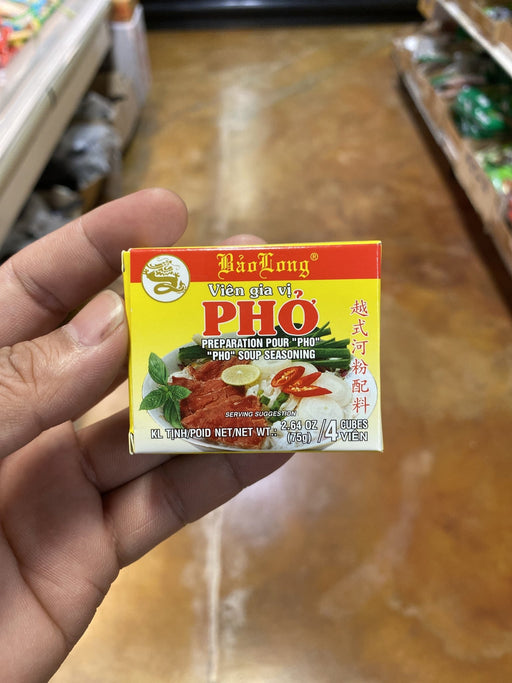 BảoLong®
Viên gia vị
PHỞ
PREPARATION POUR "PHO"
"PHO" SOUP SEASONING
越式河粉配料
SERVING SUGGESTION
KL TỊNH/POID NET/NET WT.: 2.64 OZ (75g) /4 CUBES VIÊN